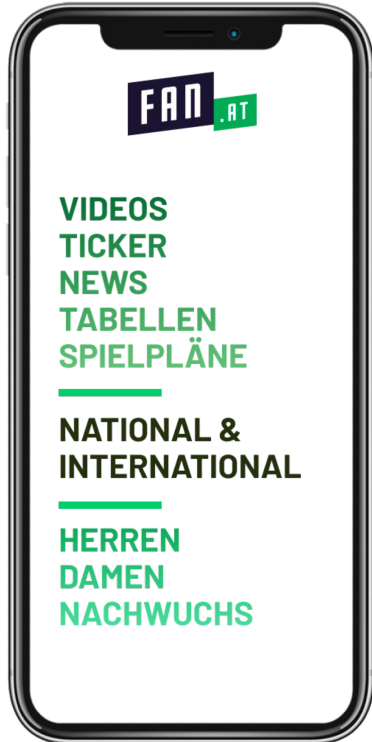 FAN
.AT
VIDEOS
TICKER
NEWS
TABELLEN
SPIELPLÄNE
NATIONAL &
INTERNATIONAL
HERREN
DAMEN
NACHWUCHS